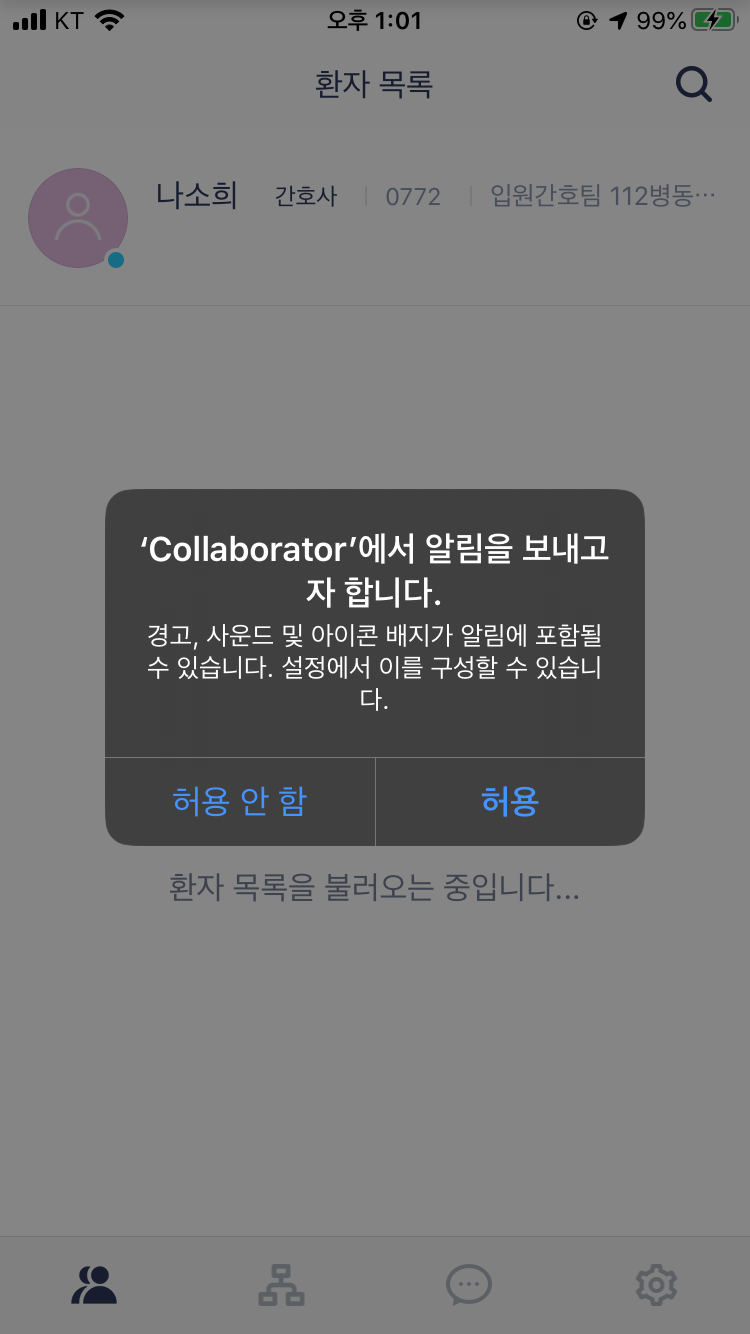 KT 오후 1:01 99%
환자 목록
나소희 간호사 0772 입원간호팀 112병동…
‘Collaborator’에서 알림을 보내고
자 합니다.
경고, 사운드 및 아이콘 배지가 알림에 포함될
수 있습니다. 설정에서 이를 구성할 수 있습니
다.
허용 안 함 허용
환자 목록을 불러오는 중입니다...